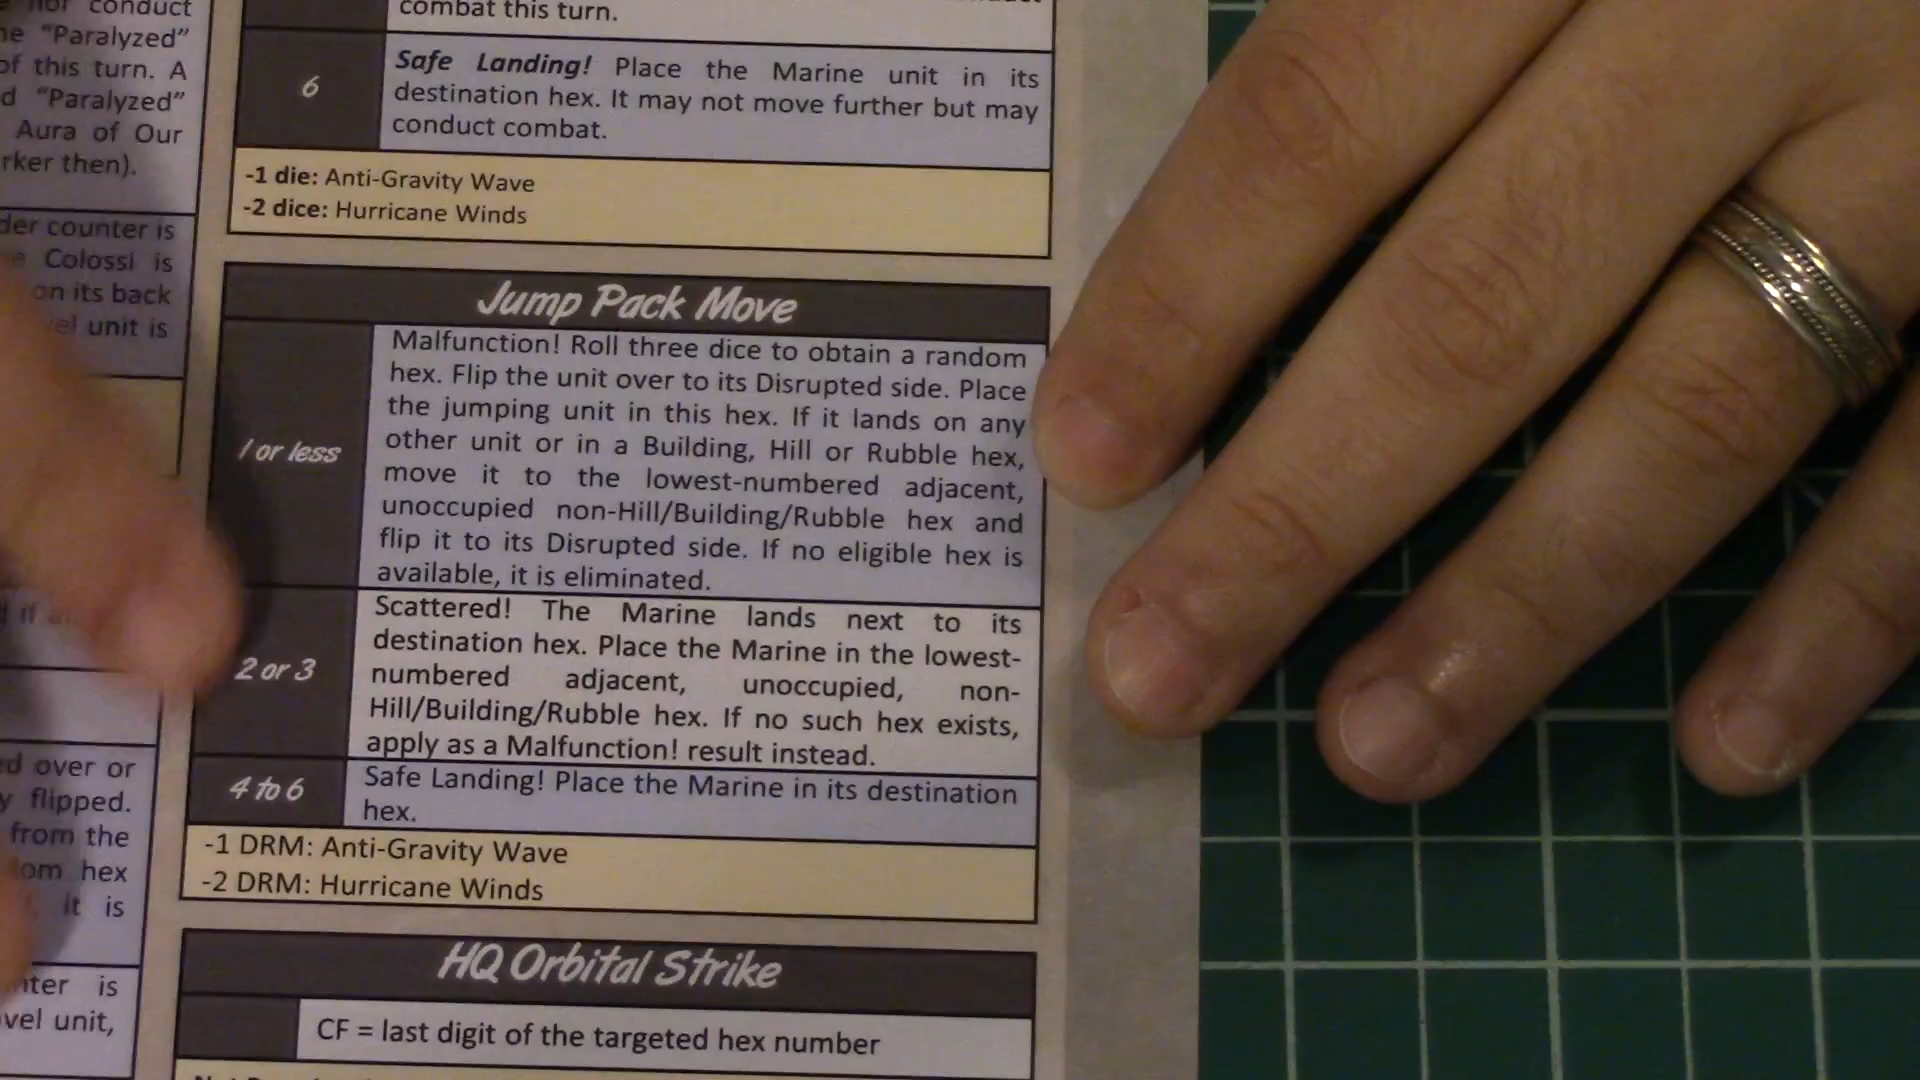 nor conduct
"Paralyzed"
of this turn. A
"Paralyzed"
Aura of Our
then).
counter is
Colossi is
on its back
unit is
combat this turn.
6
Safe Landing! Place the Marine unit in its
destination hex. It may not move further but may
conduct combat.
-1 die: Anti-Gravity Wave
-2 dice: Hurricane Winds
Jump Pack Move
1 or less
Malfunction! Roll three dice to obtain a random
hex. Flip the unit over to its Disrupted side. Place
the jumping unit in this hex. If it lands on any
other unit or in a Building, Hill or Rubble hex,
move it to the lowest-numbered adjacent,
unoccupied non-Hill/Building/Rubble hex and
flip it to its Disrupted side. If no eligible hex is
available, it is eliminated.
2 or 3
Scattered! The Marine lands next to its
destination hex. Place the Marine in the lowest-
numbered adjacent, unoccupied, non-
Hill/Building/Rubble hex. If no such hex exists,
apply as a Malfunction! result instead.
4 to 6
Safe Landing! Place the Marine in its destination
hex.
-1 DRM: Anti-Gravity Wave
-2 DRM: Hurricane Winds
over or
flipped.
from the
hex
it is
is
unit,
HQ Orbital Strike
CF = last digit of the targeted hex number